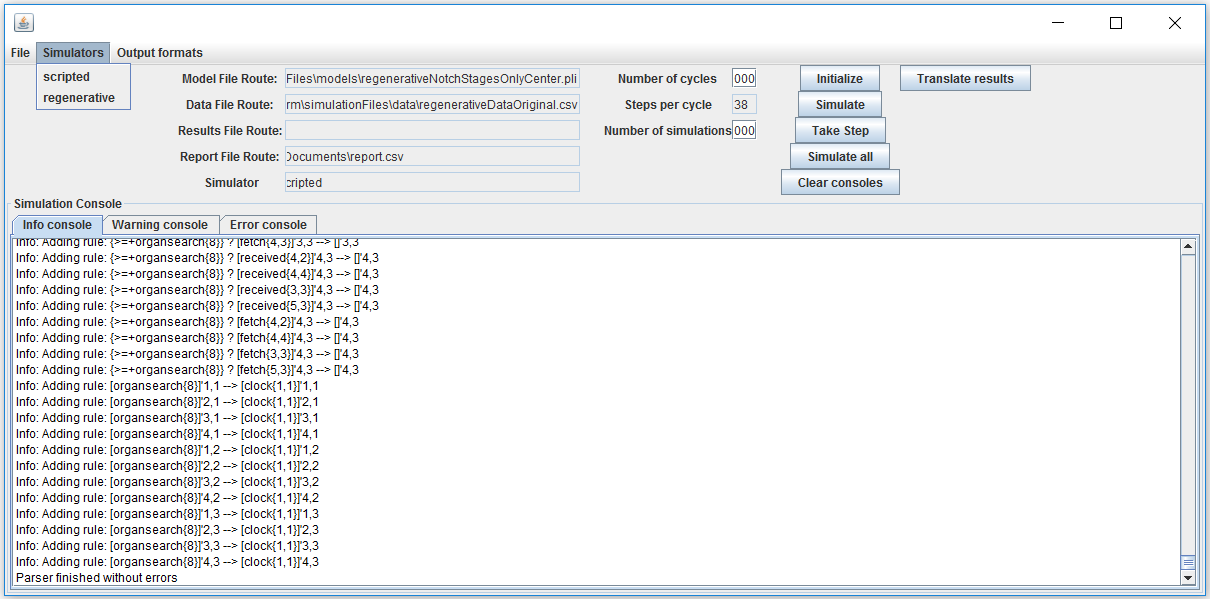 File Simulators Output formats
scripted
regenerative
Model File Route: Files\models\regenerativeNotchStagesOnlyCenter.pli Number of cycles 000 Initialize Translate results
Data File Route: rm\simulationFiles\data\regenerativeDataOriginal.csv Steps per cycle 38 Simulate
Results File Route: Number of simulations 000 Take Step
Report File Route: Documents\report.csv Simulate all
Simulator cripted Clear consoles
Simulation Console
Info console Warning console Error console
Info: Adding rule: {>=+organsearch{8}} ? [fetch{4,3}]'3,3 --> []'3,3
Info: Adding rule: {>=+organsearch{8}} ? [received{4,2}]'4,3 --> []'4,3
Info: Adding rule: {>=+organsearch{8}} ? [received{4,4}]'4,3 --> []'4,3
Info: Adding rule: {>=+organsearch{8}} ? [received{3,3}]'4,3 --> []'4,3
Info: Adding rule: {>=+organsearch{8}} ? [received{5,3}]'4,3 --> []'4,3
Info: Adding rule: {>=+organsearch{8}} ? [fetch{4,2}]'4,3 --> []'4,3
Info: Adding rule: {>=+organsearch{8}} ? [fetch{4,4}]'4,3 --> []'4,3
Info: Adding rule: {>=+organsearch{8}} ? [fetch{3,3}]'4,3 --> []'4,3
Info: Adding rule: {>=+organsearch{8}} ? [fetch{5,3}]'4,3 --> []'4,3
Info: Adding rule: [organsearch{8}]'1,1 --> [clock{1,1}]'1,1
Info: Adding rule: [organsearch{8}]'2,1 --> [clock{1,1}]'2,1
Info: Adding rule: [organsearch{8}]'3,1 --> [clock{1,1}]'3,1
Info: Adding rule: [organsearch{8}]'4,1 --> [clock{1,1}]'4,1
Info: Adding rule: [organsearch{8}]'1,2 --> [clock{1,1}]'1,2
Info: Adding rule: [organsearch{8}]'2,2 --> [clock{1,1}]'2,2
Info: Adding rule: [organsearch{8}]'3,2 --> [clock{1,1}]'3,2
Info: Adding rule: [organsearch{8}]'4,2 --> [clock{1,1}]'4,2
Info: Adding rule: [organsearch{8}]'1,3 --> [clock{1,1}]'1,3
Info: Adding rule: [organsearch{8}]'2,3 --> [clock{1,1}]'2,3
Info: Adding rule: [organsearch{8}]'3,3 --> [clock{1,1}]'3,3
Info: Adding rule: [organsearch{8}]'4,3 --> [clock{1,1}]'4,3
Parser finished without errors